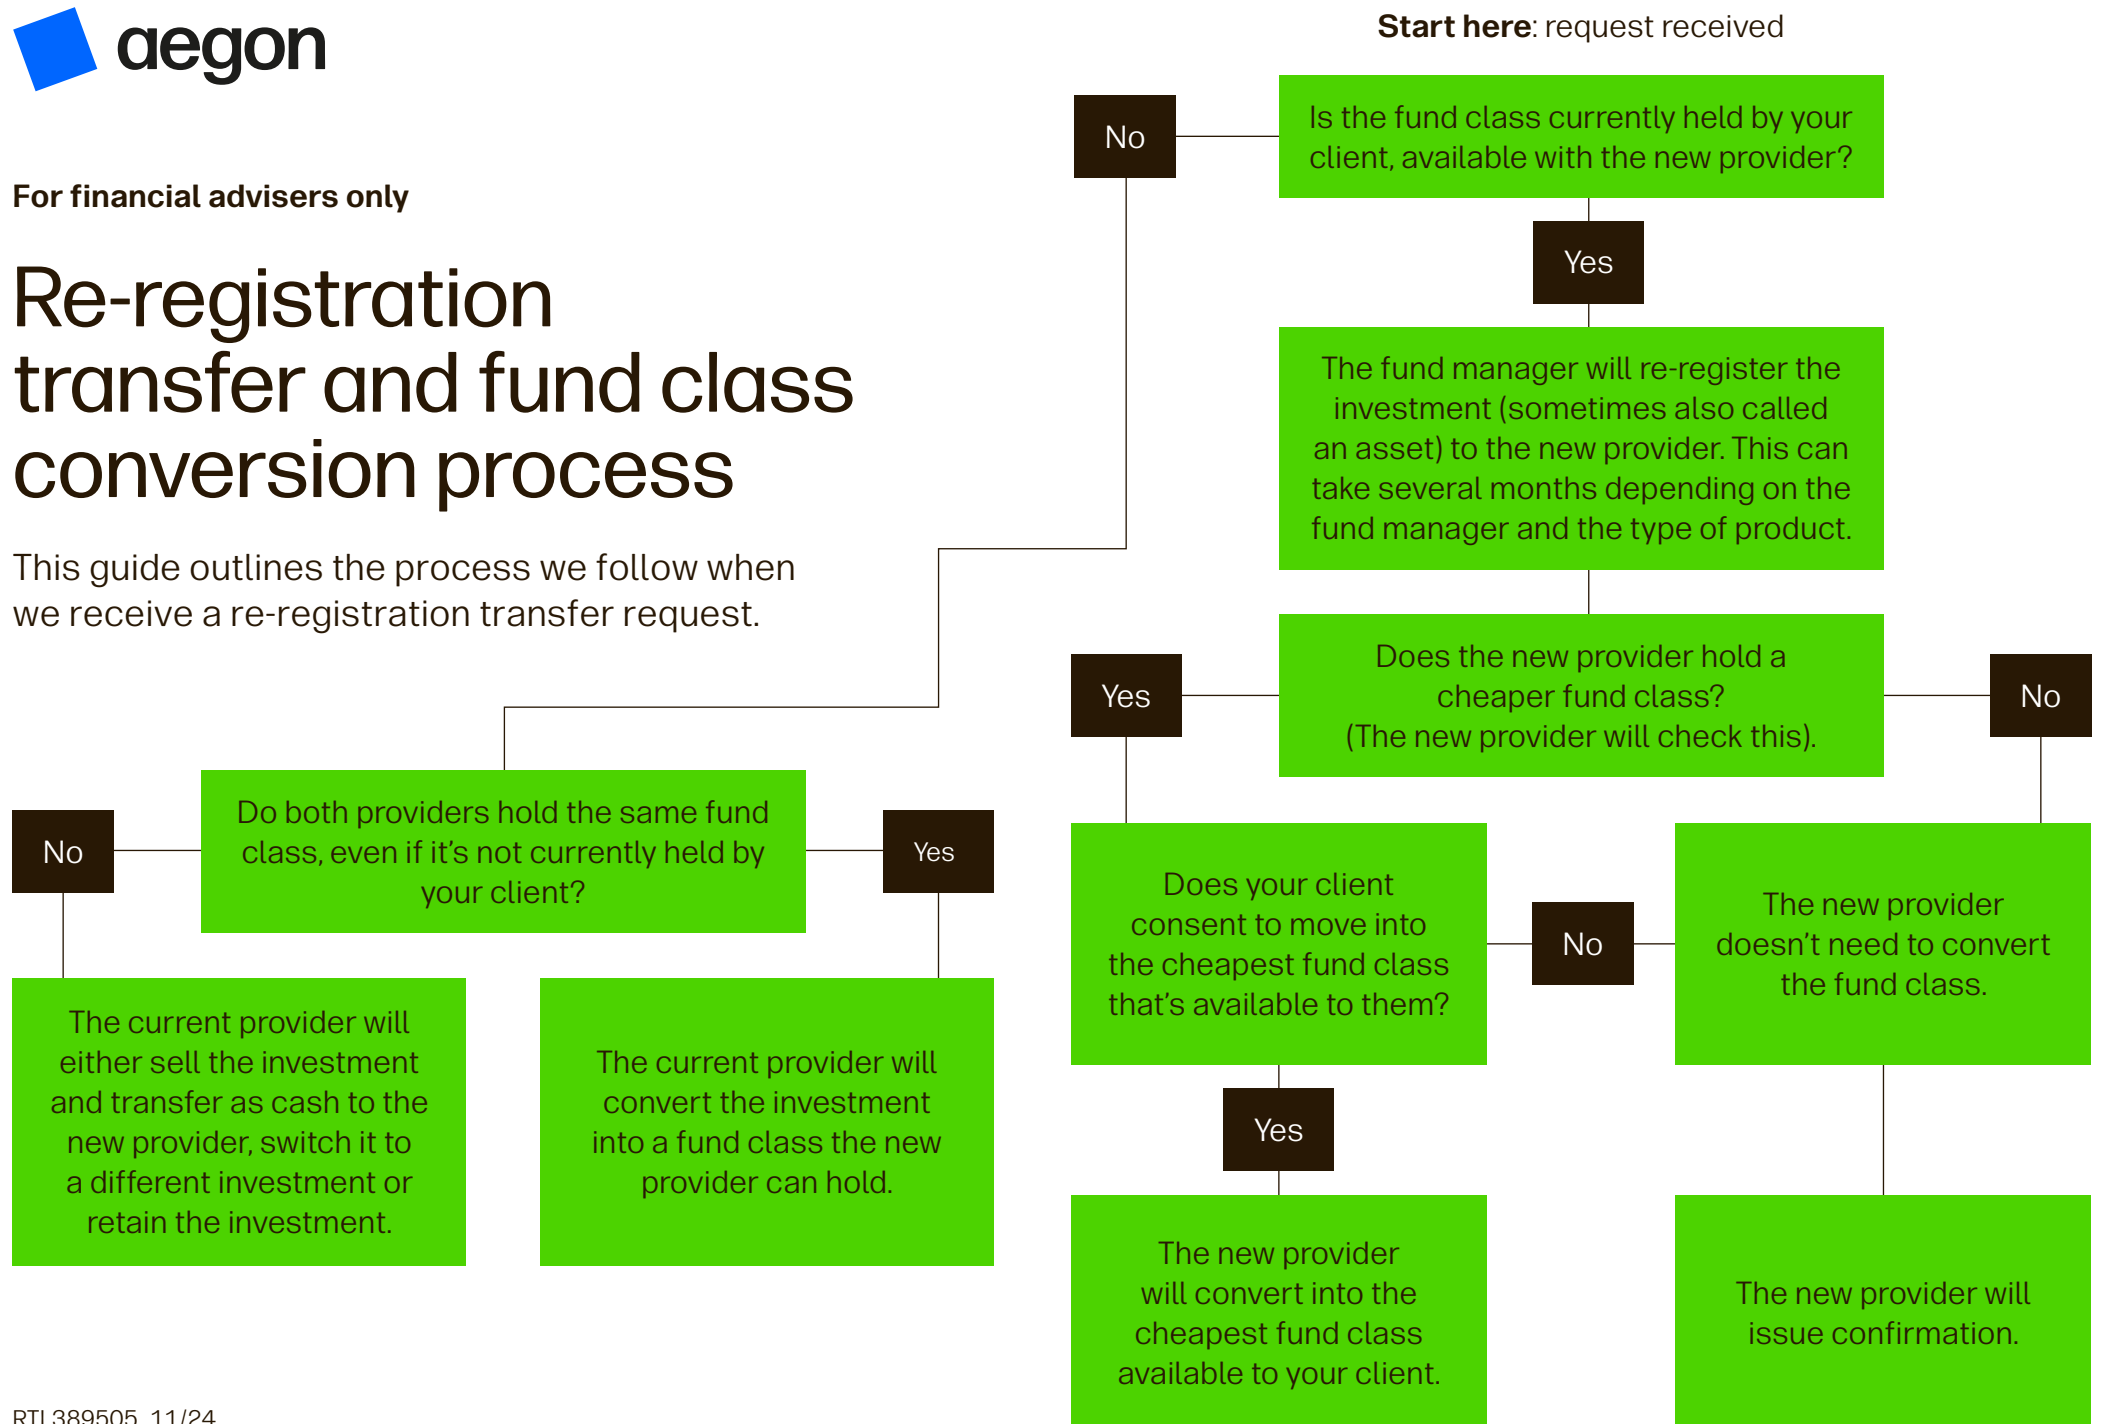 aegon
For financial advisers only
Re-registration
transfer and fund class
conversion process
This guide outlines the process we follow when
we receive a re-registration transfer request.
Start here: request received
Is the fund class currently held by your
client, available with the new provider?
No
Yes
The fund manager will re-register the
investment (sometimes also called
an asset) to the new provider. This can
take several months depending on the
fund manager and the type of product.
Does the new provider hold a
cheaper fund class?
(The new provider will check this).
Yes
No
Does your client
consent to move into
the cheapest fund class
that's available to them?
No
The new provider
doesn't need to convert
the fund class.
Yes
The new provider
will convert into the
cheapest fund class
available to your client.
The new provider will
issue confirmation.
Do both providers hold the same fund
class, even if it's not currently held by
your client?
No
Yes
The current provider will
either sell the investment
and transfer as cash to the
new provider, switch it to
a different investment or
retain the investment.
The current provider will
convert the investment
into a fund class the new
provider can hold.
RTL389505 11/24